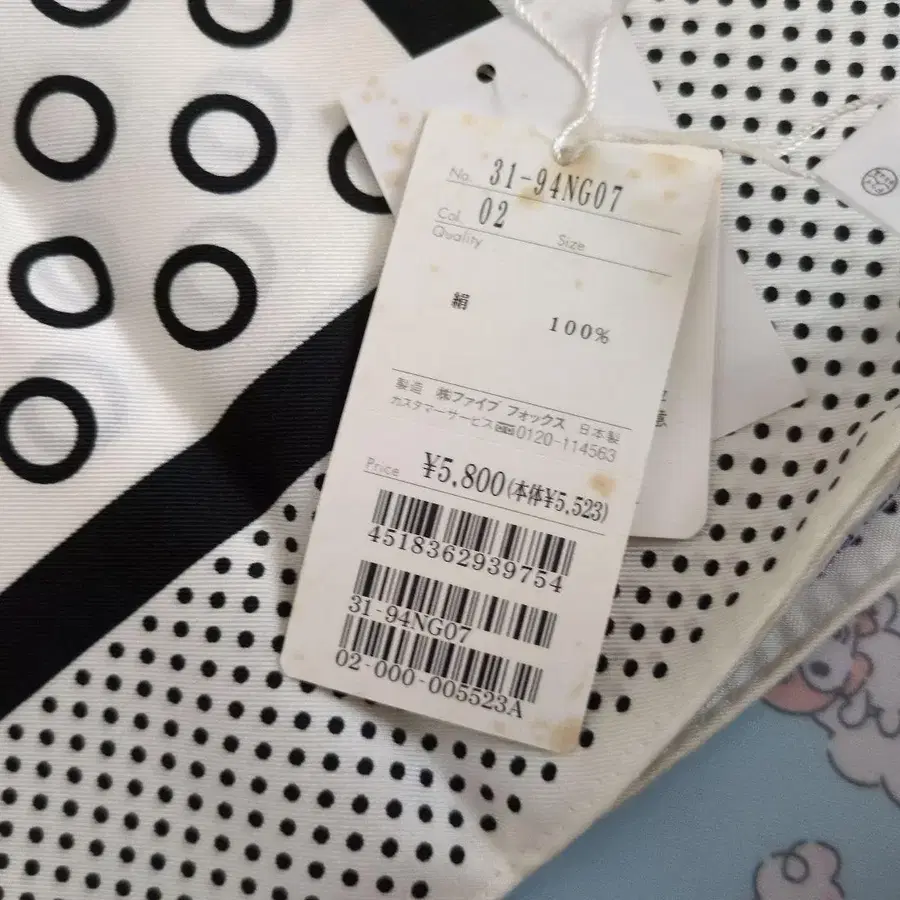 No. 31-94NG07
Col. 02
Quality Size
絹 100%
製造 ㈱ファイブ フォックス 日本製
カスタマーサービス 0120-114563
Price ¥5,800(本体¥5,523)
4518362939754
31-94NG07
02-000-005523A
意